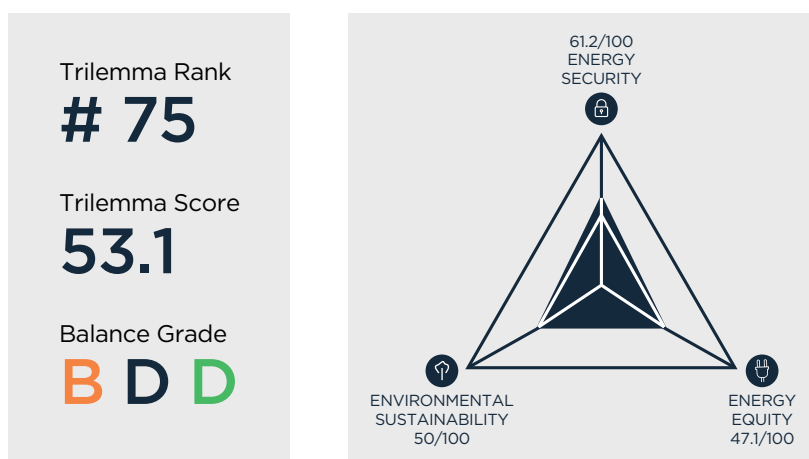 Trilemma Rank
# 75
Trilemma Score
53.1
Balance Grade
B D D
61.2/100
ENERGY
SECURITY
ENVIRONMENTAL
SUSTAINABILITY
50/100
ENERGY
EQUITY
47.1/100